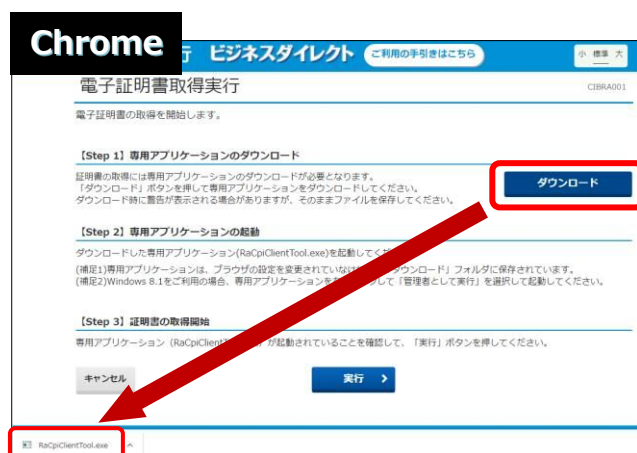 Chrome
行 ビジネスダイレクト ご利用の手引きはこちら 小 標準 大
電子証明書取得実行 CIBRA001
電子証明書の取得を開始します。
【Step 1】専用アプリケーションのダウンロード
証明書の取得には専用アプリケーションのダウンロードが必要となります。
「ダウンロード」ボタンを押して専用アプリケーションをダウンロードしてください。
ダウンロード時に警告が表示される場合がありますが、そのままファイルを保存してください。
ダウンロード
【Step 2】専用アプリケーションの起動
ダウンロードした専用アプリケーション(RaCpiClientTool.exe)を起動してく
(補足1)専用アプリケーションは、ブラウザの設定を変更されていなけ ダウンロード」フォルダに保存されています。
(補足2)Windows 8.1をご利用の場合、専用アプリケーションを して「管理者として実行」を選択して起動してください。
【Step 3】証明書の取得開始
専用アプリケーション（RaCpiClient が起動されていることを確認して、「実行」ボタンを押してください。
キャンセル 実行
RaCpiClientTool.exe